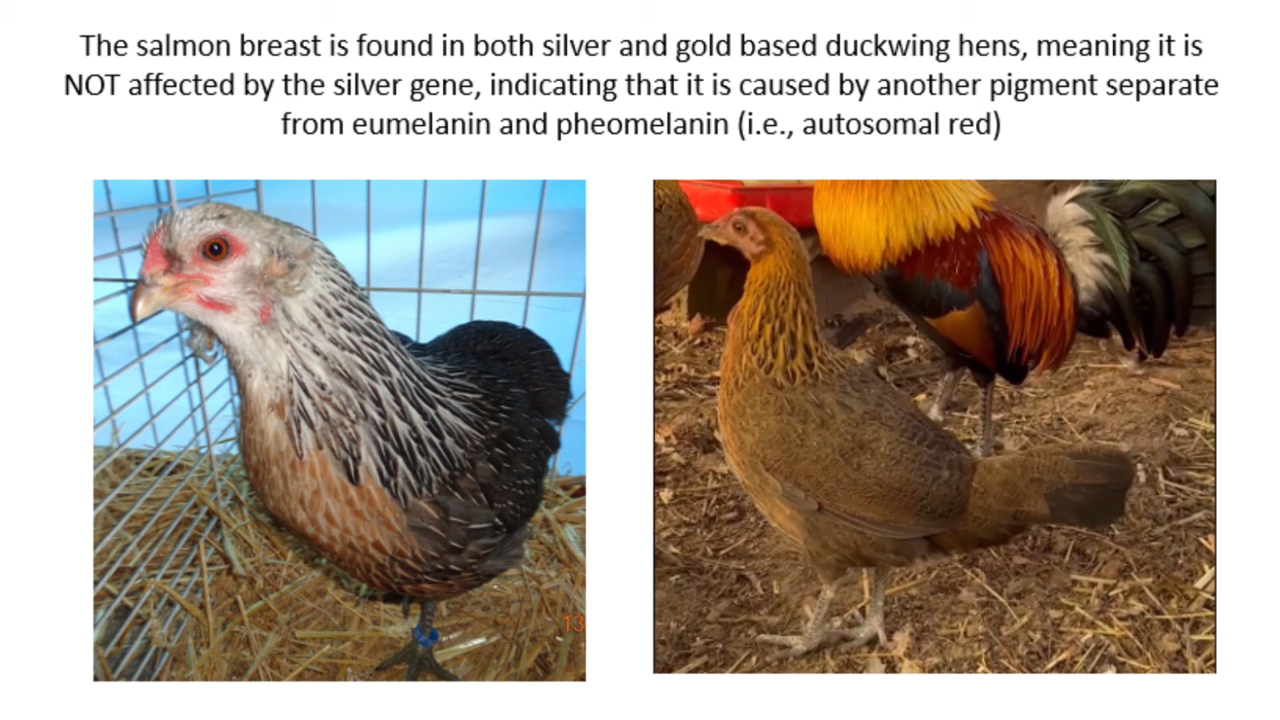 The salmon breast is found in both silver and gold based duckwing hens, meaning it is
NOT affected by the silver gene, indicating that it is caused by another pigment separate
from eumelanin and pheomelanin (i.e., autosomal red)
13